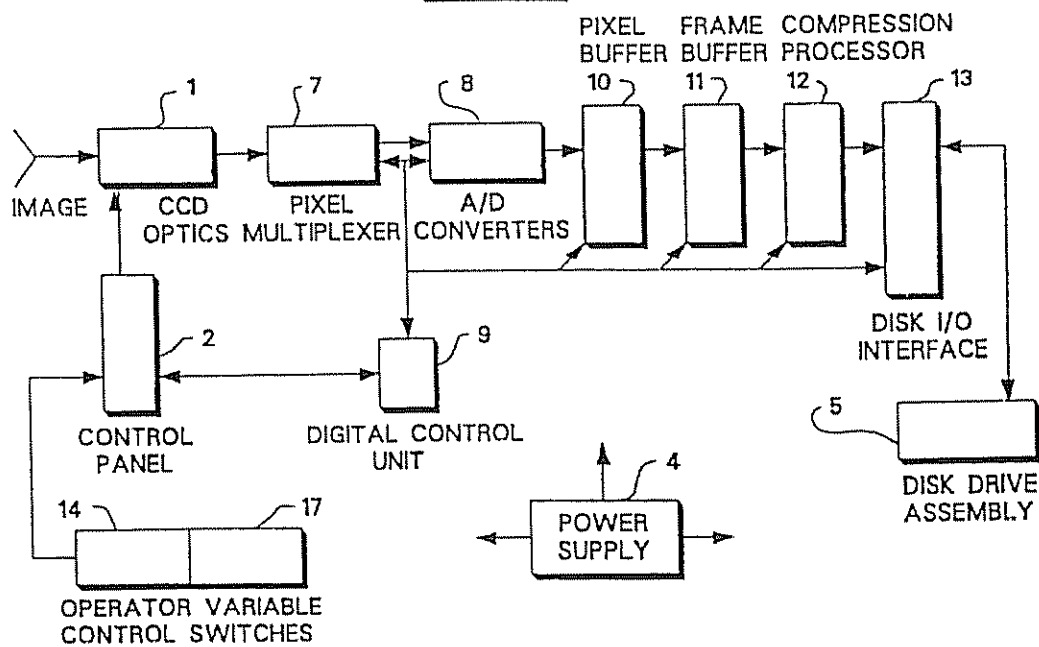 PIXEL FRAME COMPRESSION
BUFFER BUFFER PROCESSOR
1
7
8
10
11
12
13
IMAGE
CCD
OPTICS
PIXEL
MULTIPLEXER
A/D
CONVERTERS
2
9
DISK I/O
INTERFACE
CONTROL
PANEL
DIGITAL CONTROL
UNIT
5
4
14
17
POWER
SUPPLY
DISK DRIVE
ASSEMBLY
OPERATOR VARIABLE
CONTROL SWITCHES